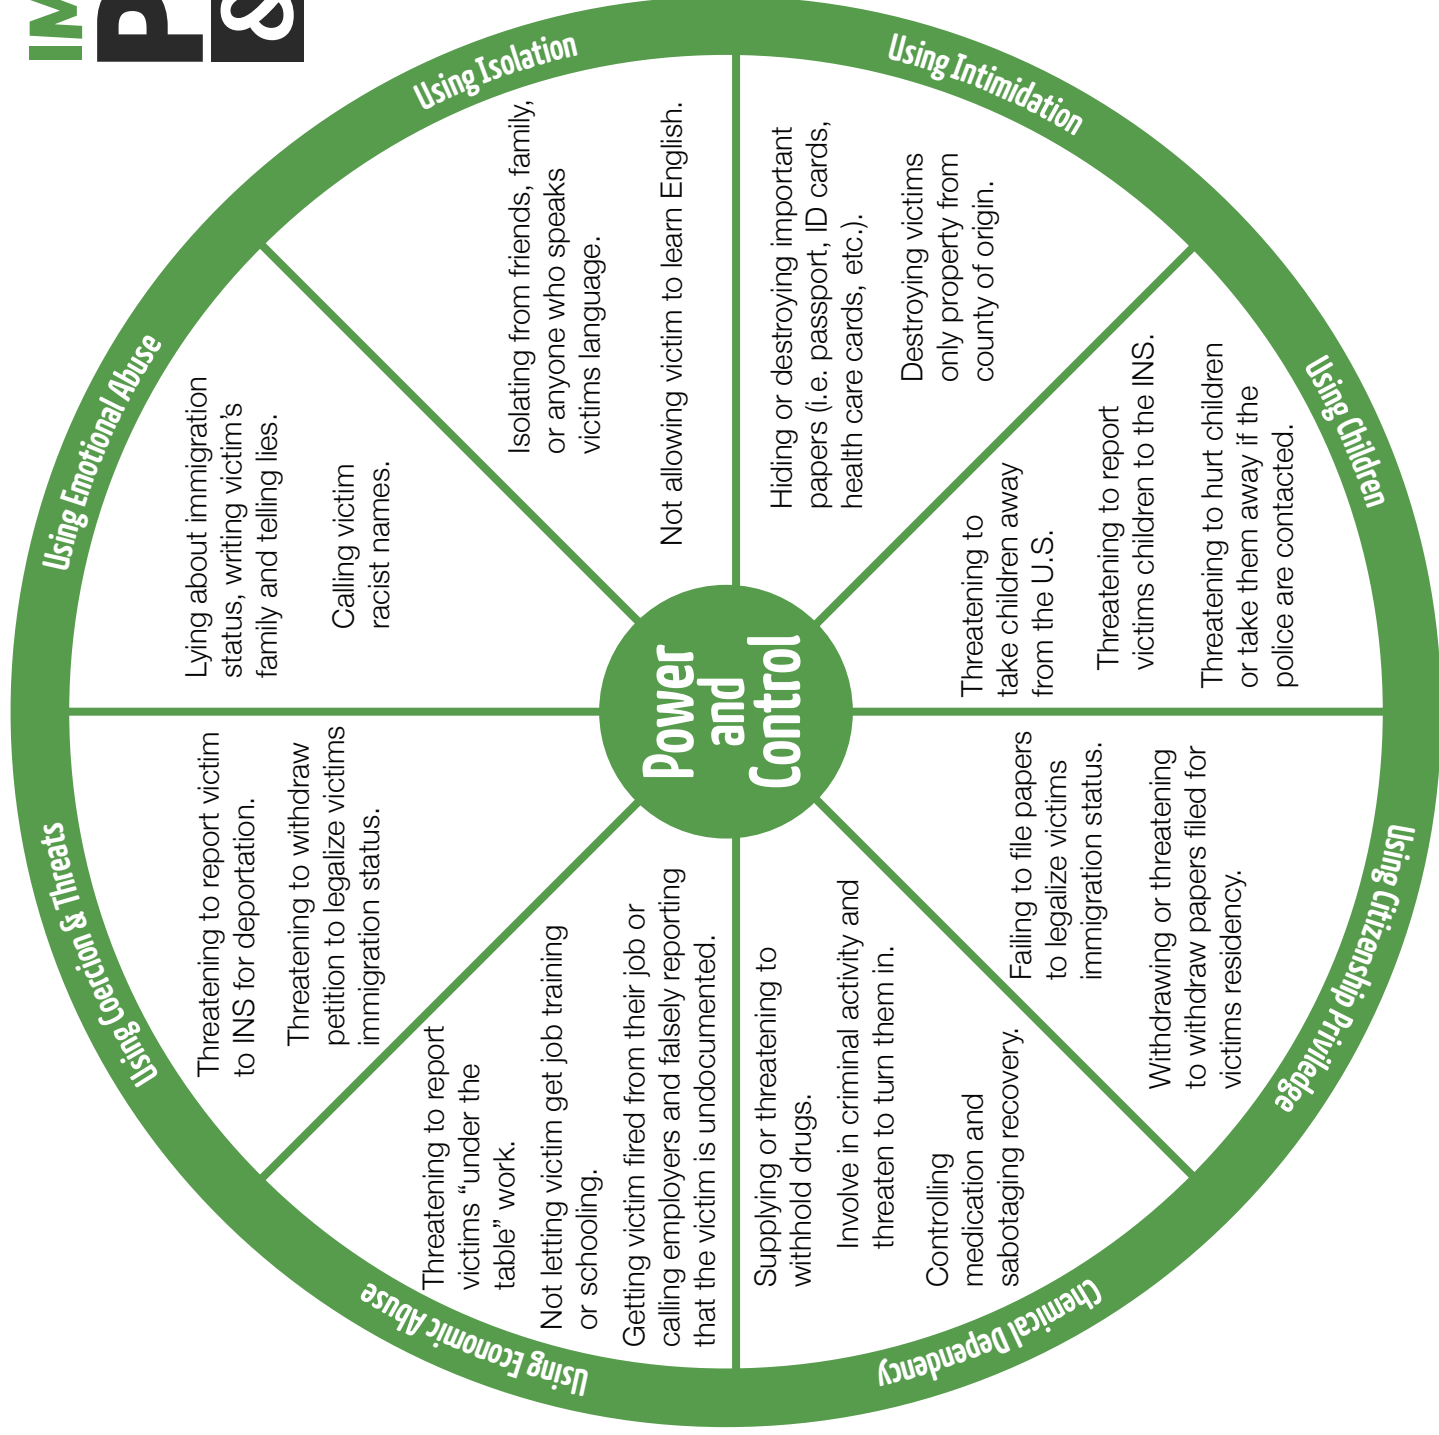 IM
P
&
Using Emotional Abuse
Lying about immigration
status, writing victim’s
family and telling lies.
Calling victim
racist names.
Using Isolation
Isolating from friends, family,
or anyone who speaks
victims language.
Not allowing victim to learn English.
Using Intimidation
Hiding or destroying important
papers (i.e. passport, ID cards,
health care cards, etc.).
Destroying victims
only property from
county of origin.
Using Children
Threatening to
take children away
from the U.S.
Threatening to report
victims children to the INS.
Threatening to hurt children
or take them away if the
police are contacted.
Using Citizenship Priviledge
Failing to file papers
to legalize victims
immigration status.
Withdrawing or threatening
to withdraw papers filed for
victims residency.
Chemical Dependency
Supplying or threatening to
withhold drugs.
Involve in criminal activity and
threaten to turn them in.
Controlling
medication and
sabotaging recovery.
Using Economic Abuse
Threatening to report
victims “under the
table” work.
Not letting victim get job training
or schooling.
Getting victim fired from their job or
calling employers and falsely reporting
that the victim is undocumented.
Using Coercion & Threats
Threatening to report victim
to INS for deportation.
Threatening to withdraw
petition to legalize victims
immigration status.
Power
and
Control